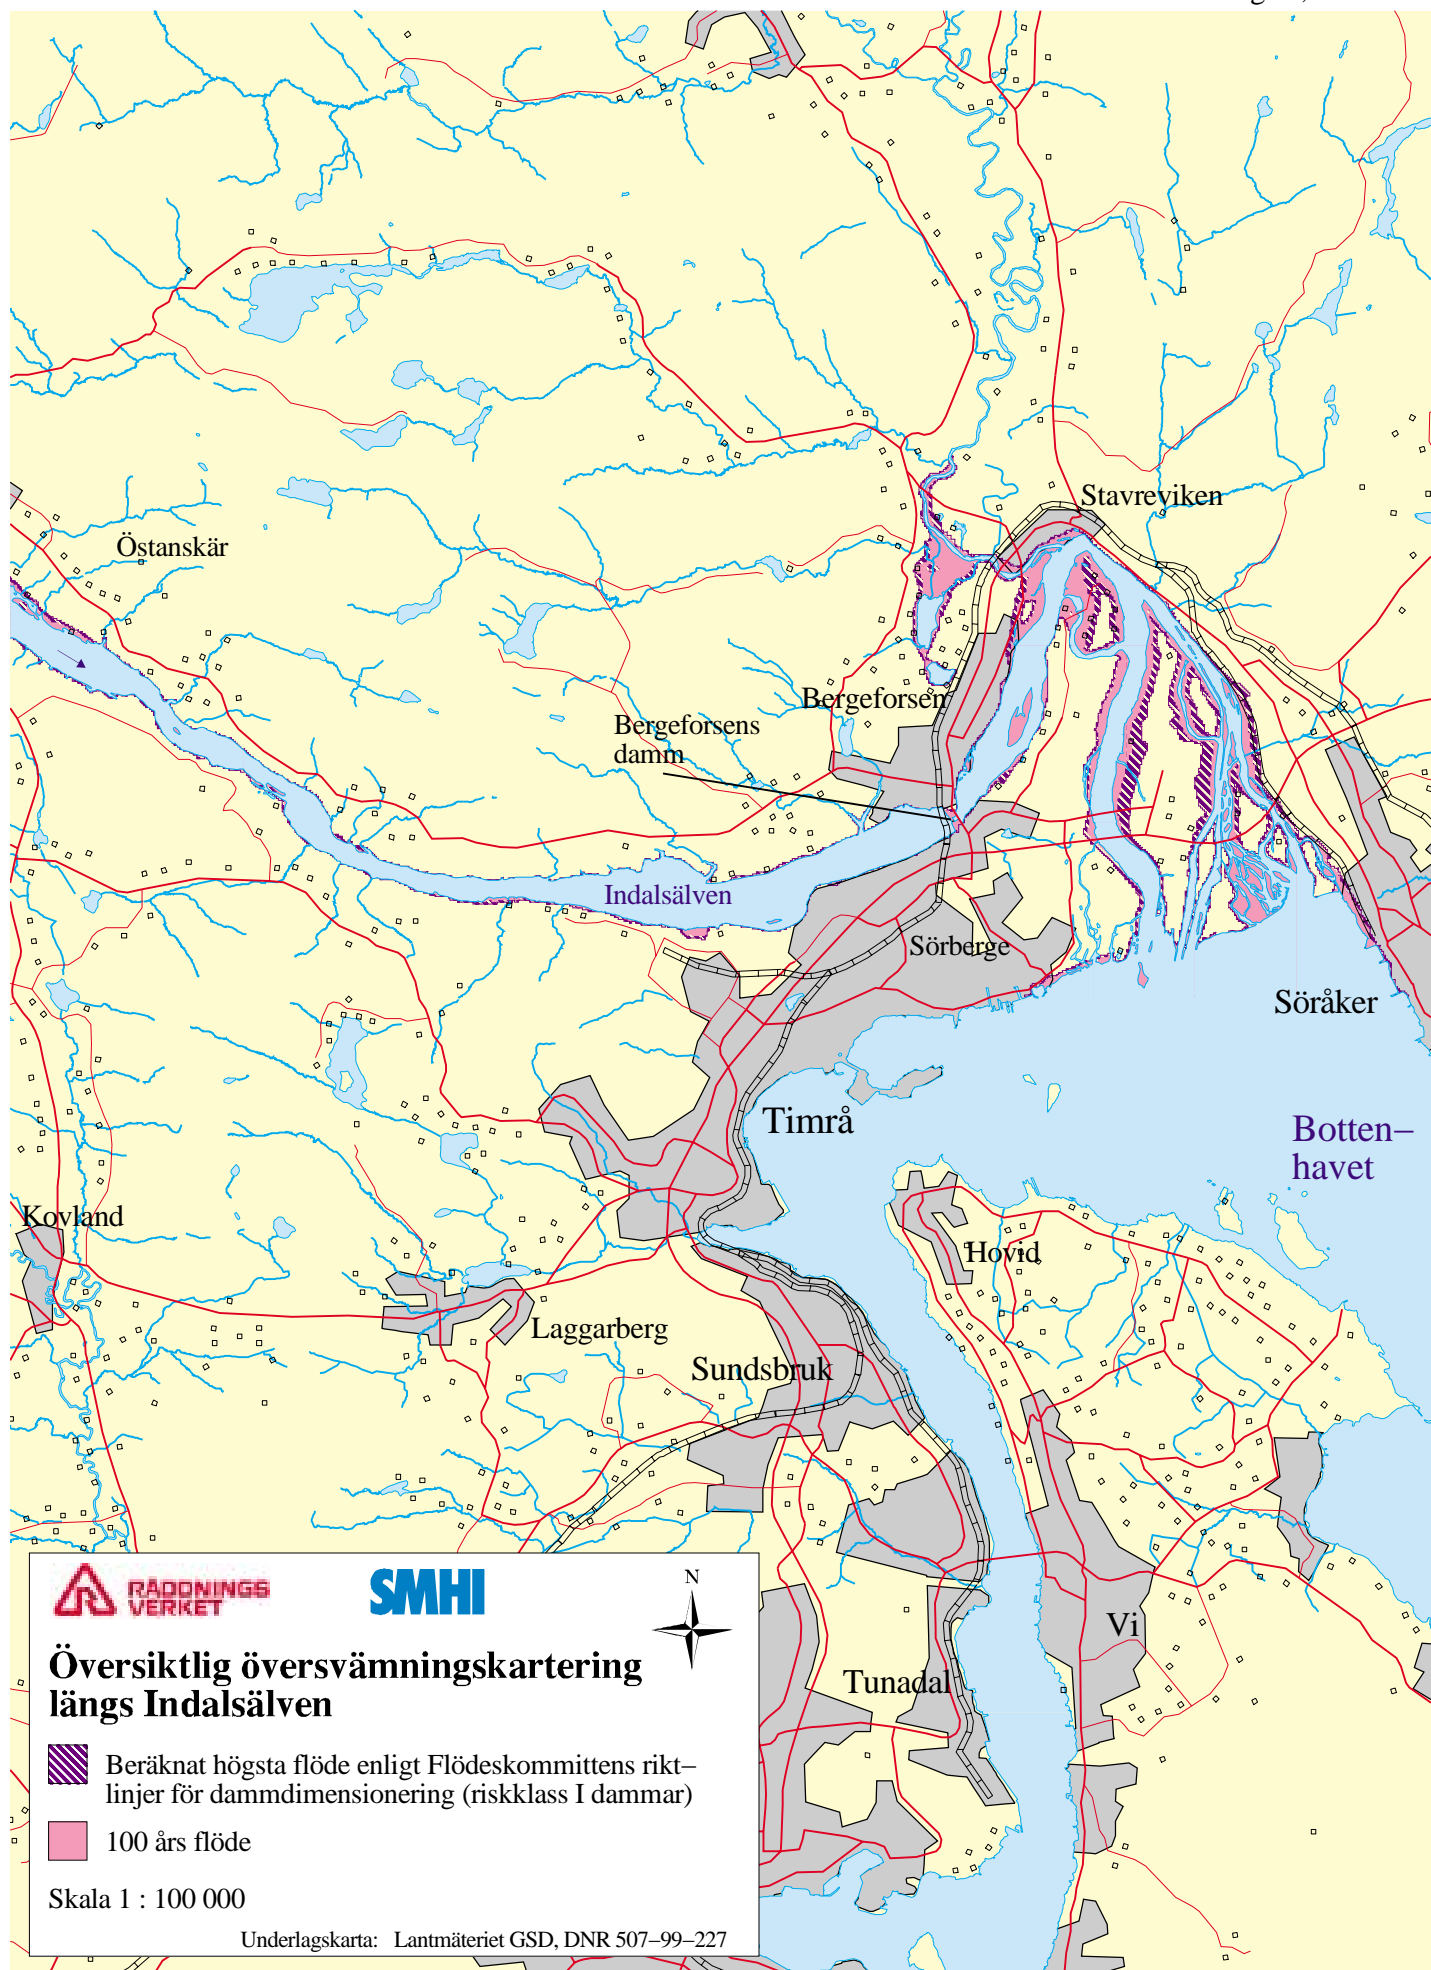 Stavreviken
Östanskär
Bergeforsen
Bergeforsens
damm
Indalsälven
Sörberge
Söråker
Timrå
Botten–
havet
Kovland
Hovid
Laggarberg
Sundsbruk
Vi
Tunadal
RÄDDNINGS
VERKET
SMHI
N
Översiktlig översvämningskartering
längs Indalsälven
Beräknat högsta flöde enligt Flödeskommittens rikt–
linjer för dammdimensionering (riskklass I dammar)
100 års flöde
Skala 1 : 100 000
Underlagskarta: Lantmäteriet GSD, DNR 507–99–227